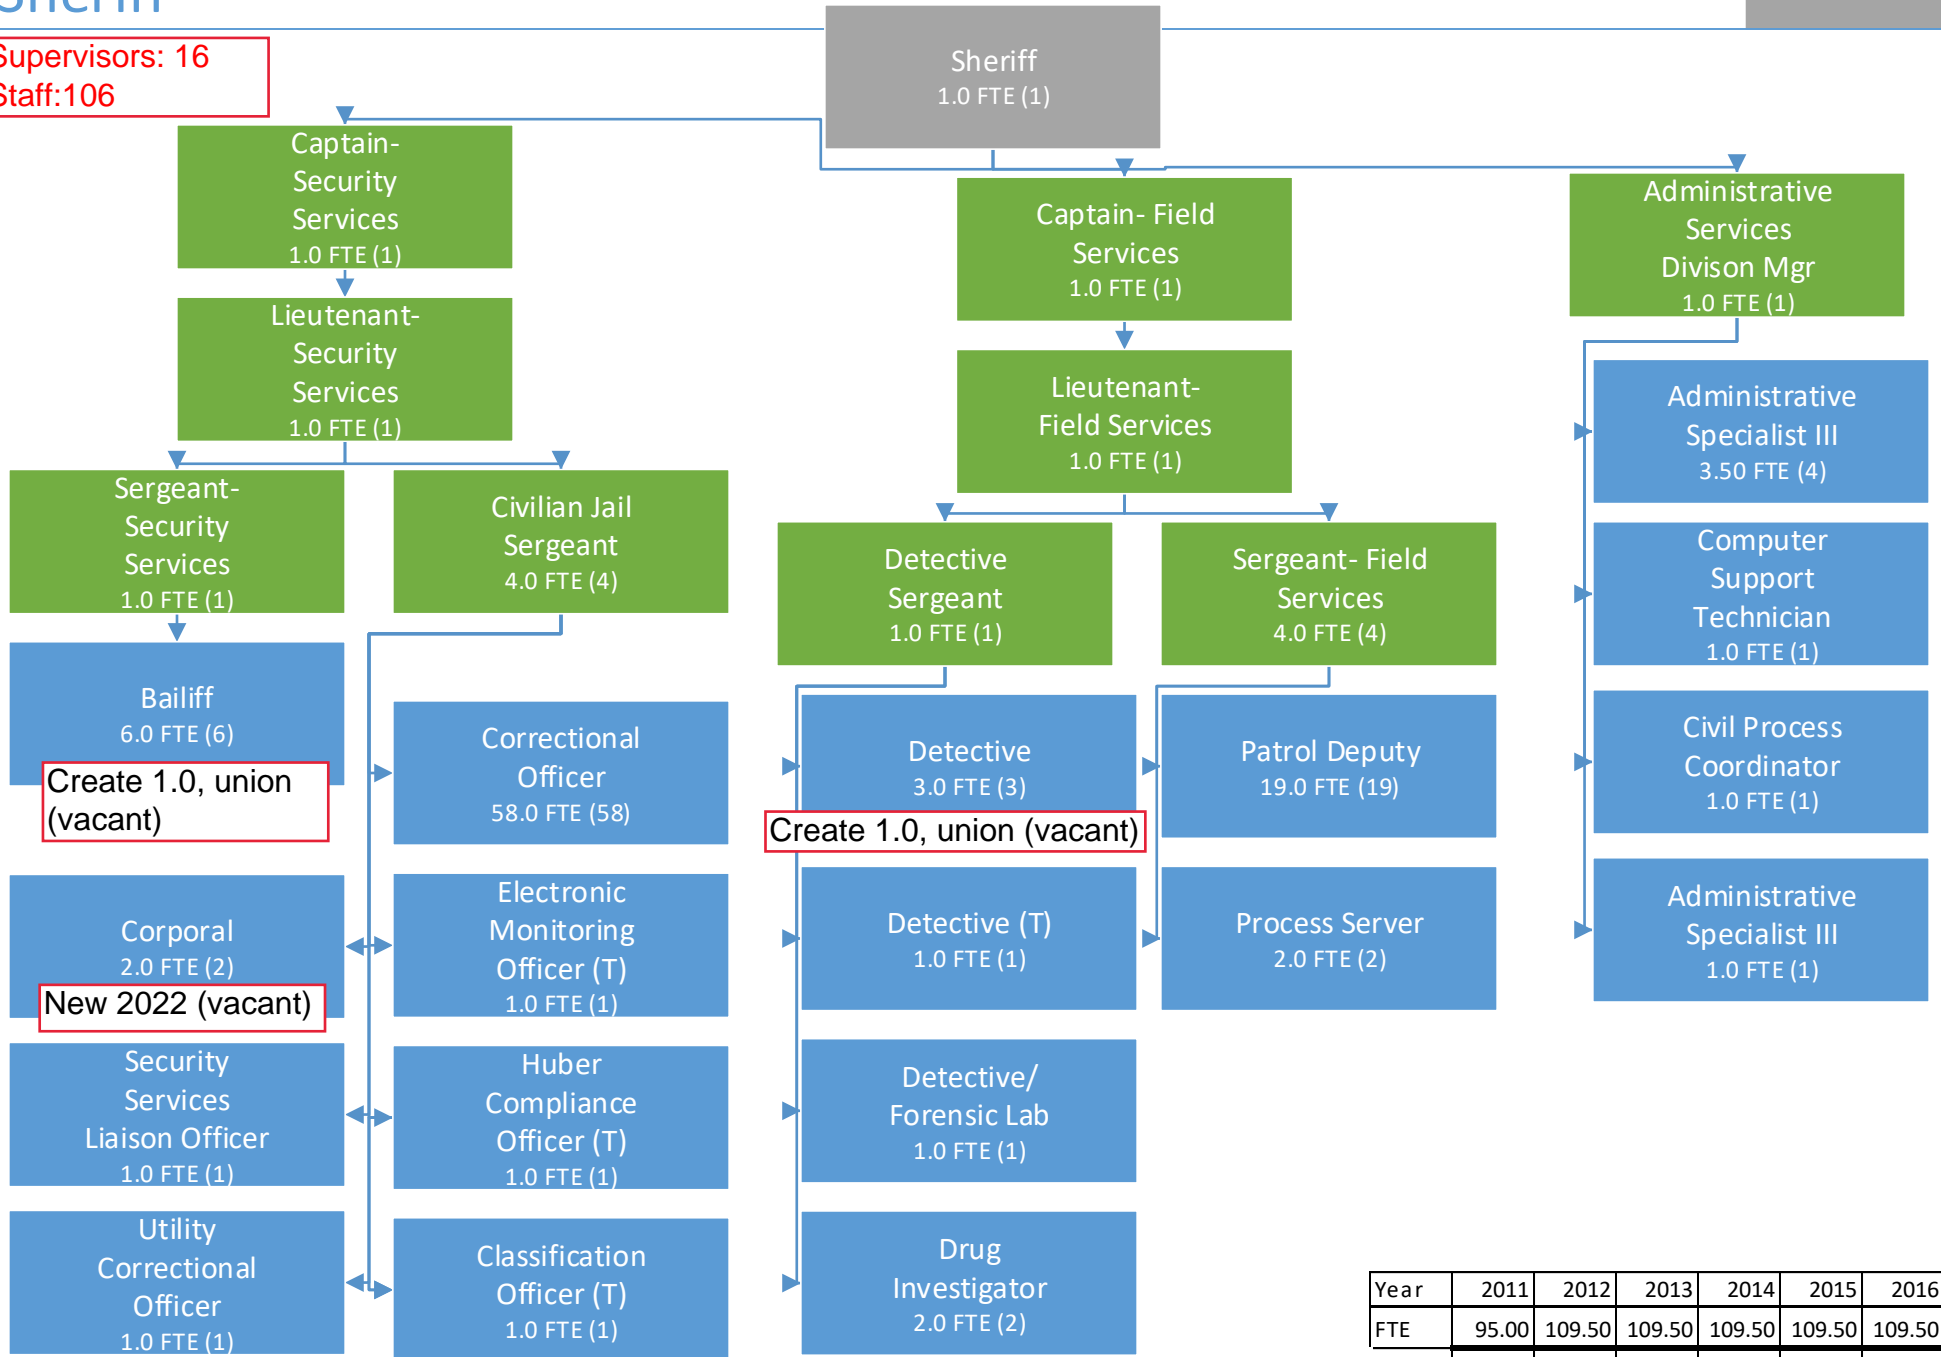 Sheriff
Supervisors: 16
Staff:106
Sheriff
1.0 FTE (1)
Captain-
Security
Services
1.0 FTE (1)
Captain- Field
Services
1.0 FTE (1)
Administrative
Services
Divison Mgr
1.0 FTE (1)
Lieutenant-
Security
Services
1.0 FTE (1)
Lieutenant-
Field Services
1.0 FTE (1)
Sergeant-
Security
Services
1.0 FTE (1)
Civilian Jail
Sergeant
4.0 FTE (4)
Detective
Sergeant
1.0 FTE (1)
Sergeant- Field
Services
4.0 FTE (4)
Administrative
Specialist III
3.50 FTE (4)
Computer
Support
Technician
1.0 FTE (1)
Civil Process
Coordinator
1.0 FTE (1)
Administrative
Specialist III
1.0 FTE (1)
Bailiff
6.0 FTE (6)
Create 1.0, union
(vacant)
Correctional
Officer
58.0 FTE (58)
Detective
3.0 FTE (3)
Create 1.0, union (vacant)
Patrol Deputy
19.0 FTE (19)
Corporal
2.0 FTE (2)
New 2022 (vacant)
Electronic
Monitoring
Officer (T)
1.0 FTE (1)
Detective (T)
1.0 FTE (1)
Process Server
2.0 FTE (2)
Security
Services
Liaison Officer
1.0 FTE (1)
Huber
Compliance
Officer (T)
1.0 FTE (1)
Detective/
Forensic Lab
1.0 FTE (1)
Utility
Correctional
Officer
1.0 FTE (1)
Classification
Officer (T)
1.0 FTE (1)
Drug
Investigator
2.0 FTE (2)
Year 2011 2012 2013 2014 2015 2016
FTE 95.00 109.50 109.50 109.50 109.50 109.50